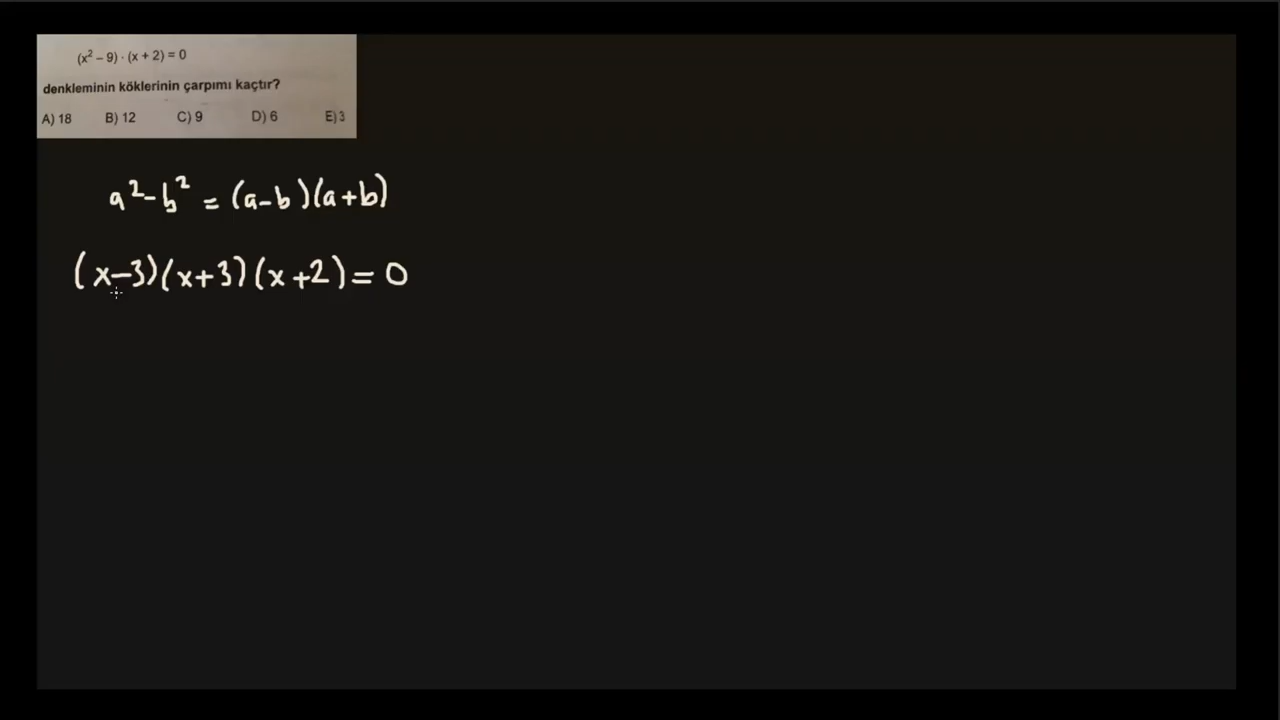 (x² – 9) · (x + 2) = 0
denkleminin köklerinin çarpımı kaçtır?
A) 18 B) 12 C) 9 D) 6 E) 3
a² - b² = (a - b)(a + b)
(x - 3)(x + 3)(x + 2) = 0